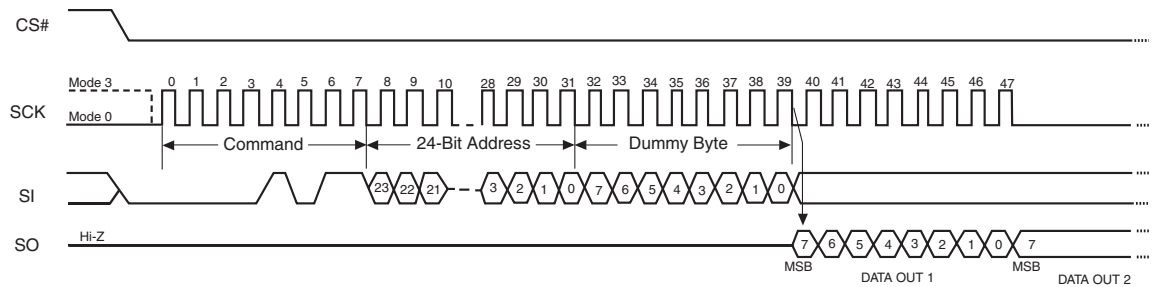 CS#
Mode 3 0 1 2 3 4 5 6 7 8 9 10 28 29 30 31 32 33 34 35 36 37 38 39 40 41 42 43 44 45 46 47
SCK
Mode 0
Command 24-Bit Address Dummy Byte
SI 23 22 21 3 2 1 0 7 6 5 4 3 2 1 0
SO Hi-Z 7 6 5 4 3 2 1 0 7
MSB DATA OUT 1 MSB DATA OUT 2